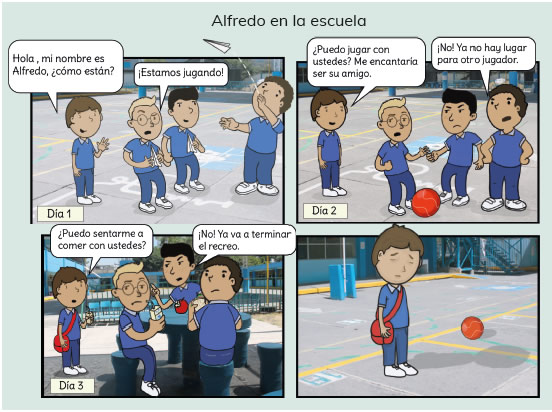 Alfredo en la escuela
Hola , mi nombre es
Alfredo, ¿cómo están?
¡Estamos jugando!
Día 1
¿Puedo jugar con
ustedes? Me encantaría
ser su amigo.
¡No! Ya no hay lugar
para otro jugador.
Día 2
¿Puedo sentarme a
comer con ustedes?
¡No! Ya va a terminar
el recreo.
Día 3